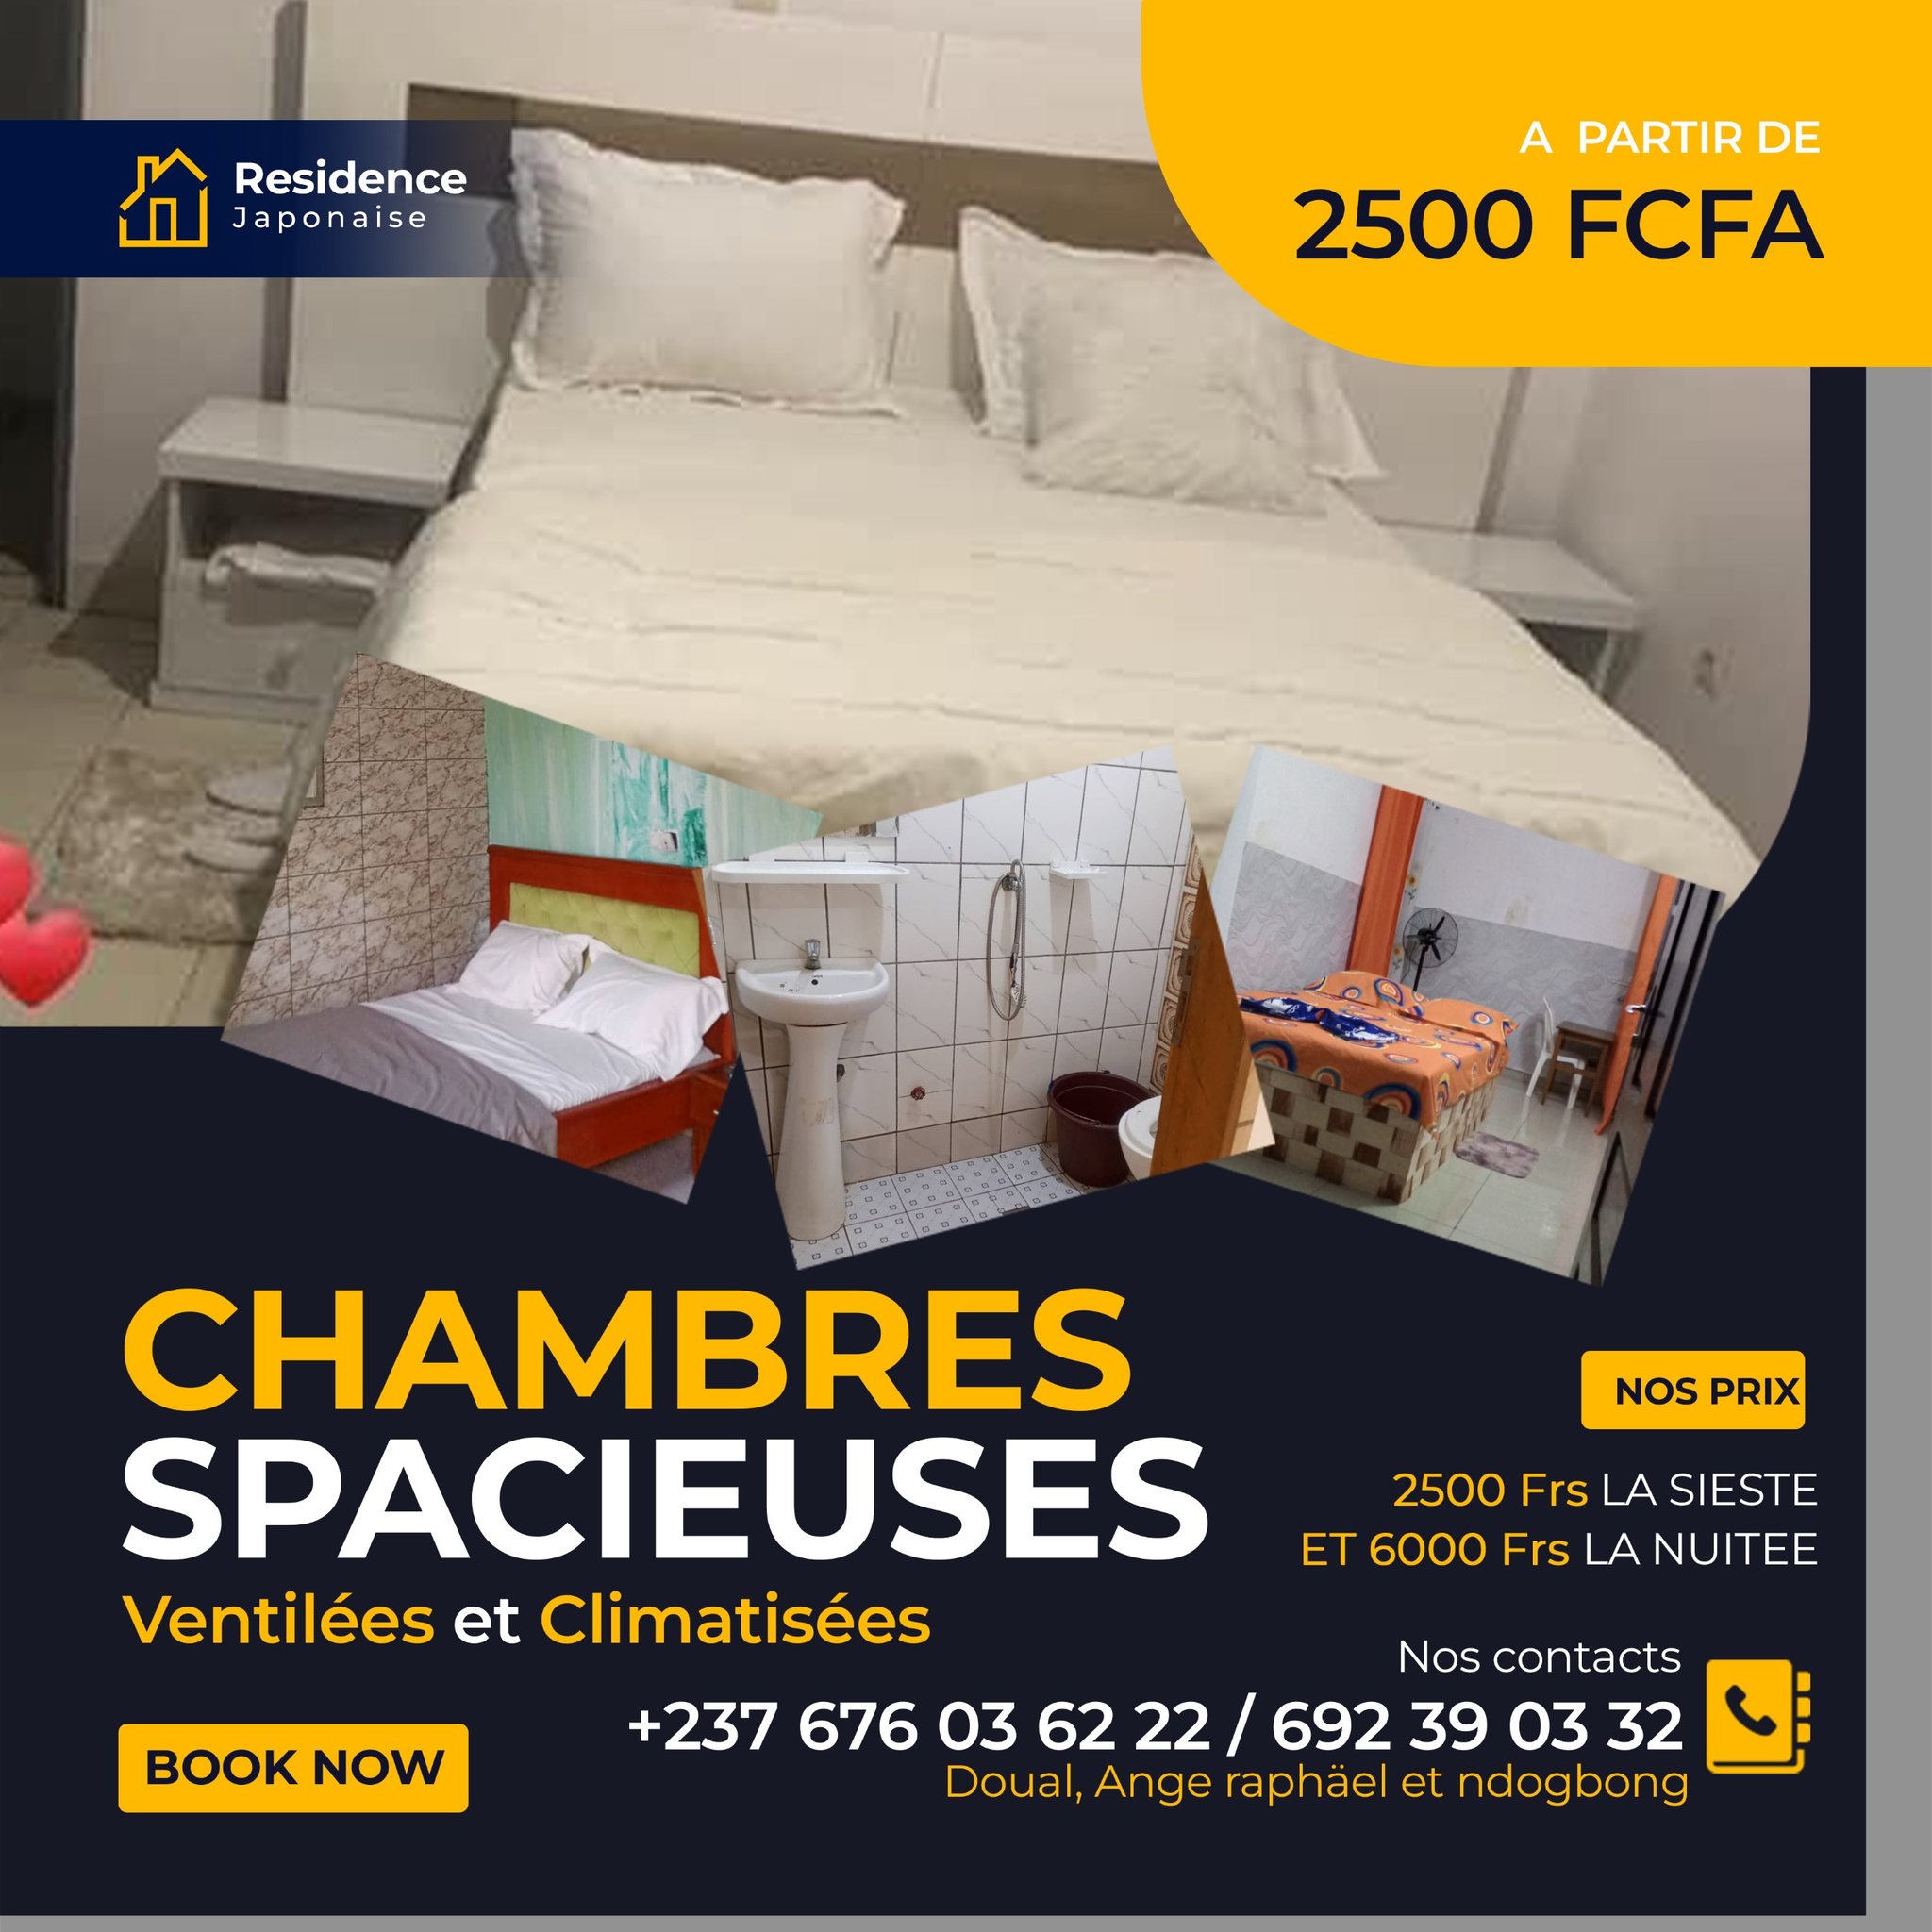 Residence
Japonaise
A PARTIR DE
2500 FCFA
CHAMBRES
SPACIEUSES
Ventilées et Climatisées
BOOK NOW
NOS PRIX
2500 Frs LA SIESTE
ET 6000 Frs LA NUITEE
Nos contacts
+237 676 03 62 22 / 692 39 03 32
Doual, Ange raphäel et ndogbong